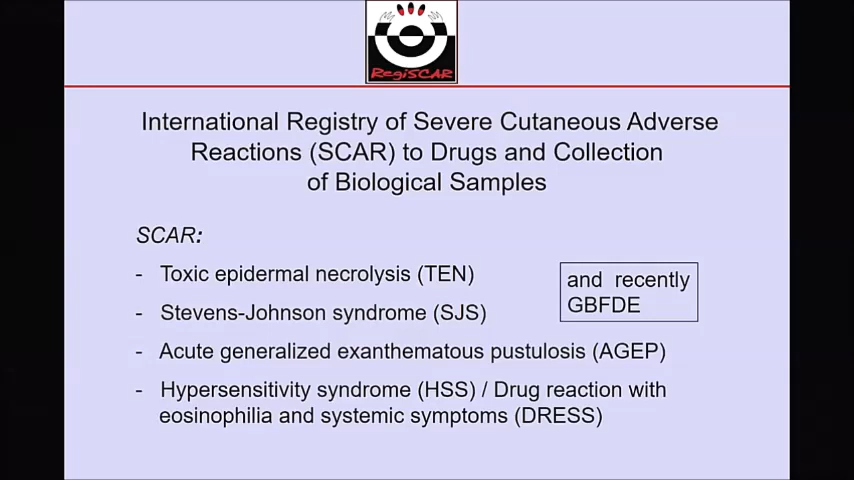 RegiSCAR
International Registry of Severe Cutaneous Adverse
Reactions (SCAR) to Drugs and Collection
of Biological Samples
SCAR:
- Toxic epidermal necrolysis (TEN)
- Stevens-Johnson syndrome (SJS)
- Acute generalized exanthematous pustulosis (AGEP)
- Hypersensitivity syndrome (HSS) / Drug reaction with
eosinophilia and systemic symptoms (DRESS)
and recently
GBFDE